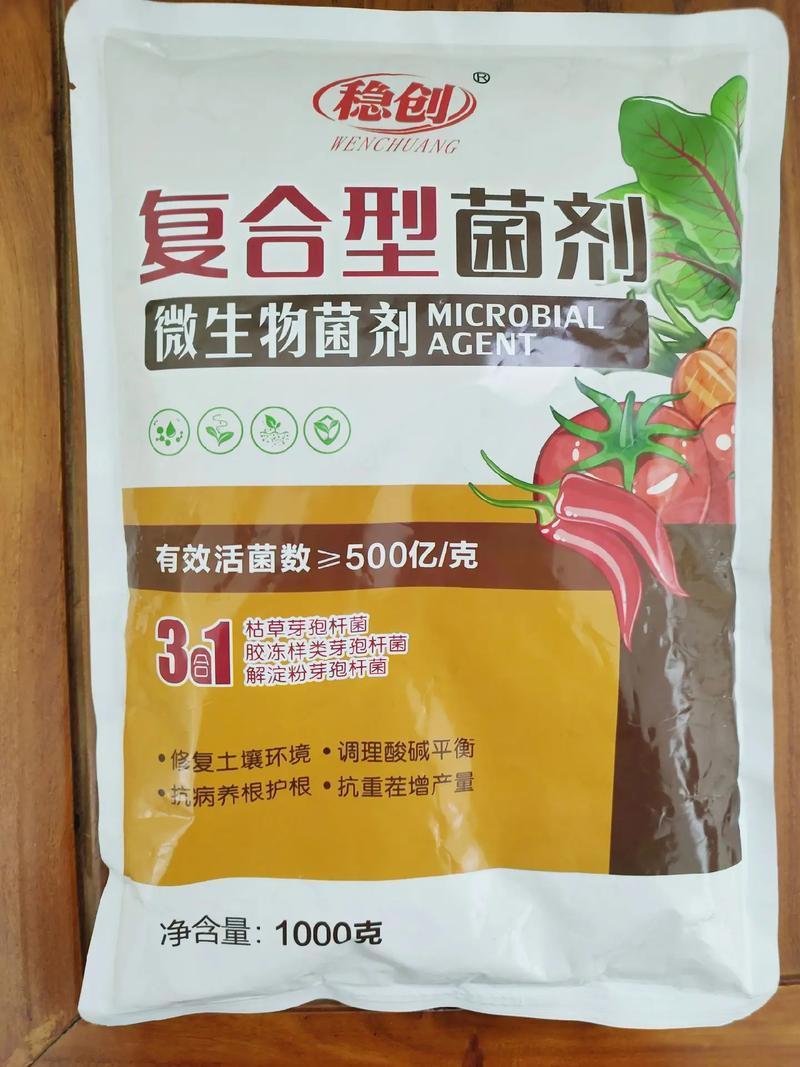 稳创®
WENCHUANG
复合型菌剂
微生物菌剂 MICROBIAL AGENT
有效活菌数≥500亿/克
3合1
枯草芽孢杆菌
胶冻样类芽孢杆菌
解淀粉芽孢杆菌
•修复土壤环境 •调理酸碱平衡
•抗病养根护根 •抗重茬增产量
净含量：1000克